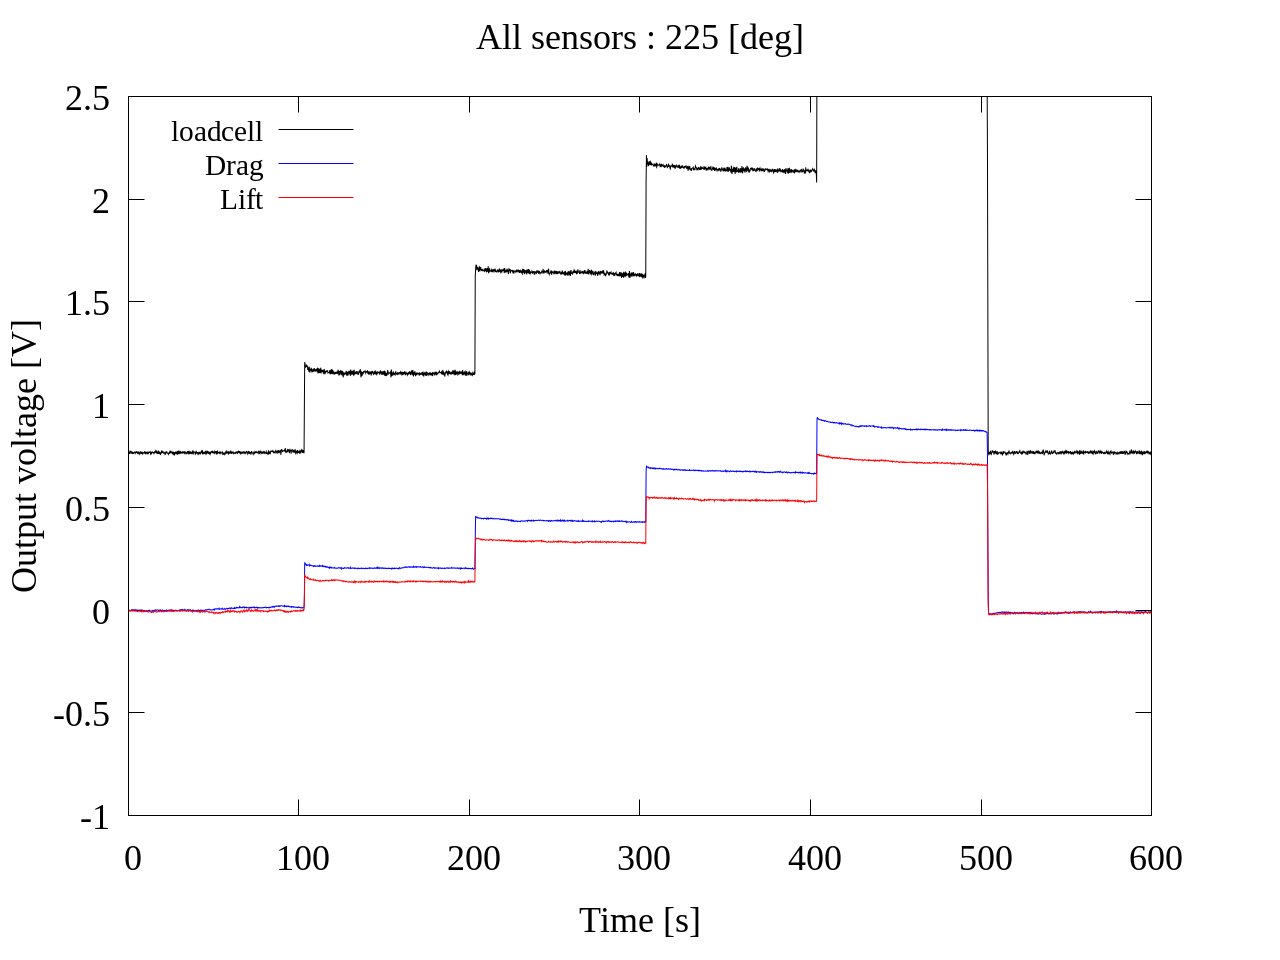 All sensors : 225 [deg]
2.5
2
1.5
1
0.5
0
-0.5
-1
Output voltage [V]
loadcell
Drag
Lift
0 100 200 300 400 500 600
Time [s]